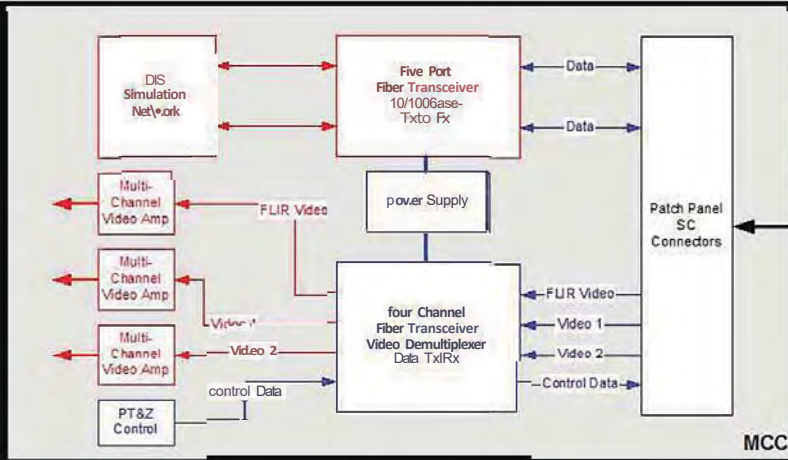 DIS
Simulation
Net\•.ork
Five Port
Fiber Transceiver
10/1006ase-
Txto Fx
Data
Data
Multi-
Channel
Video Amp
FLIR Video
pov.er Supply
Patch Panel
SC
Connectors
Multi-
Channel
Video Amp
four Channel
Fiber Transceiver
Video Demultiplexer
Data TxIRx
FLIR Video
Video 1
Video 2
Control Data
Multi-
Channel
Video Amp
Video
Video 2
control Data
PT&Z
Control
MCC